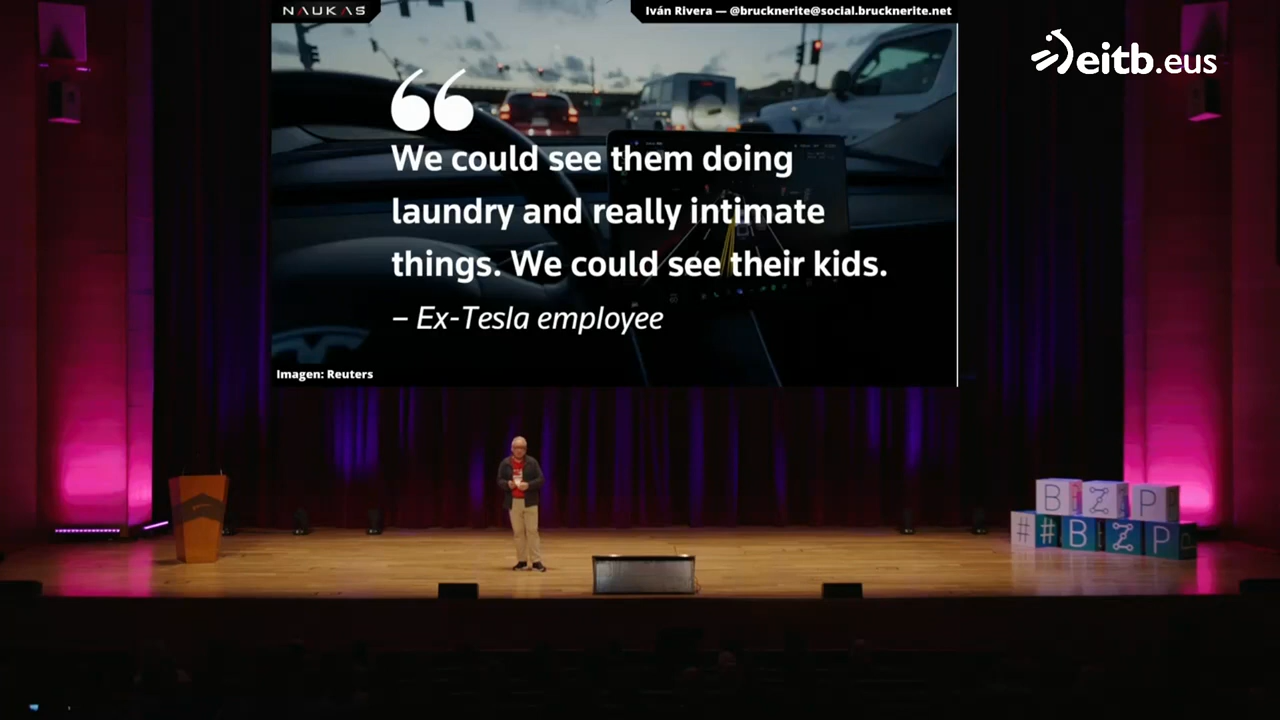 NAUKAS
Iván Rivera — @brucknerite@social.brucknerite.net
eitb.eus
“
We could see them doing
laundry and really intimate
things. We could see their kids.
– Ex-Tesla employee
Imagen: Reuters
B Z P
# # B Z P